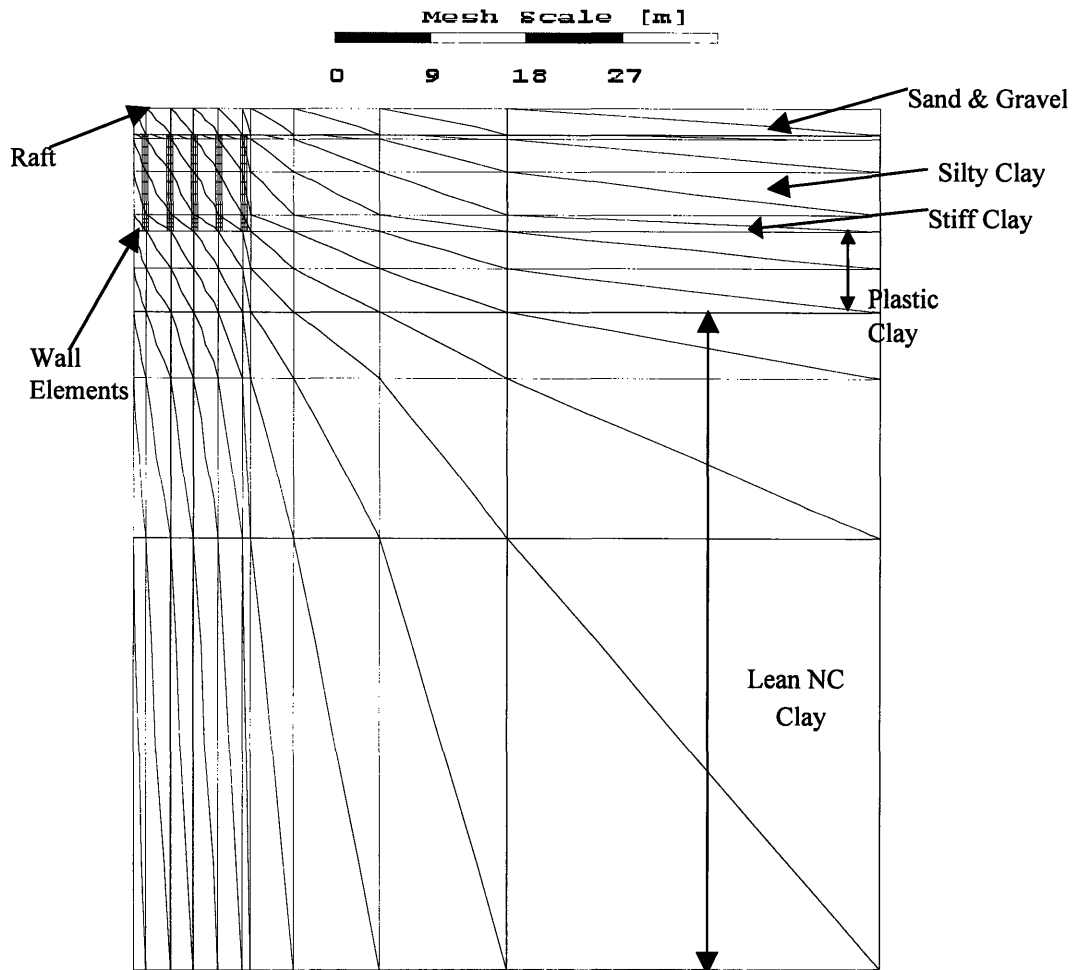 Mesh Scale [m]
0 9 18 27
Sand & Gravel
Raft
Silty Clay
Stiff Clay
Plastic
Clay
Wall
Elements
Lean NC
Clay